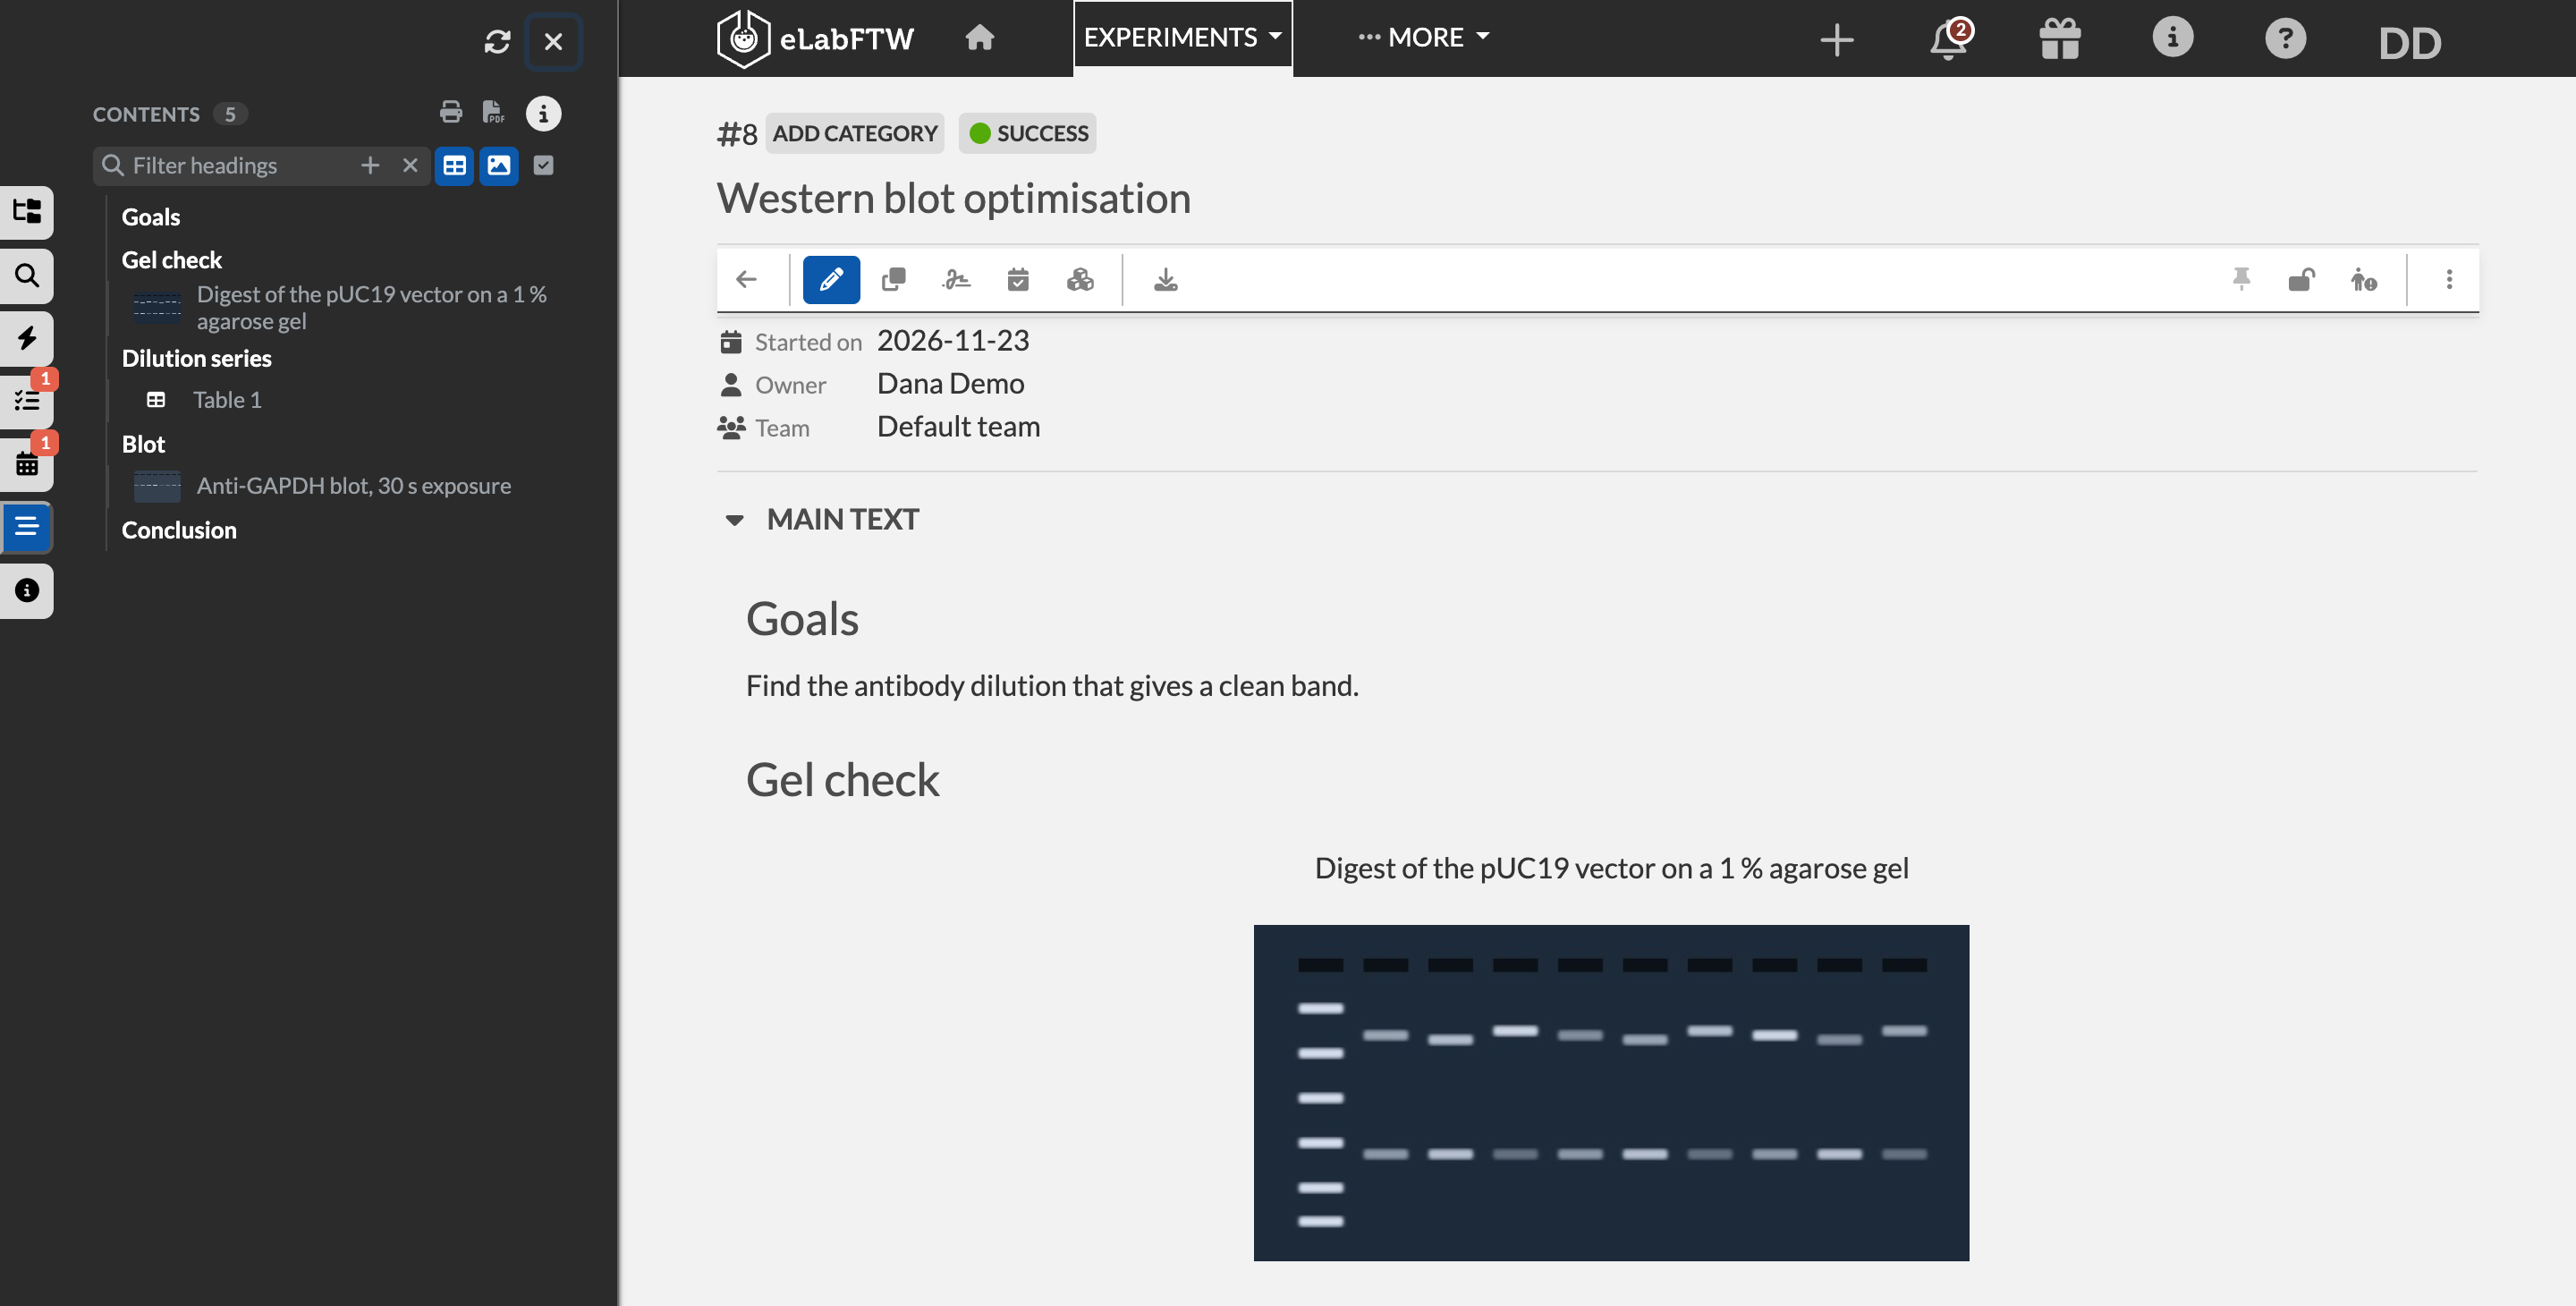 eLabFTW
EXPERIMENTS
MORE
2
DD
CONTENTS 5
PDF
Filter headings
Goals
Gel check
Digest of the pUC19 vector on a 1 %
agarose gel
Dilution series
Table 1
Blot
Anti-GAPDH blot, 30 s exposure
Conclusion
1
1
#8 ADD CATEGORY SUCCESS
Western blot optimisation
Started on 2026-11-23
Owner Dana Demo
Team Default team
MAIN TEXT
Goals
Find the antibody dilution that gives a clean band.
Gel check
Digest of the pUC19 vector on a 1 % agarose gel